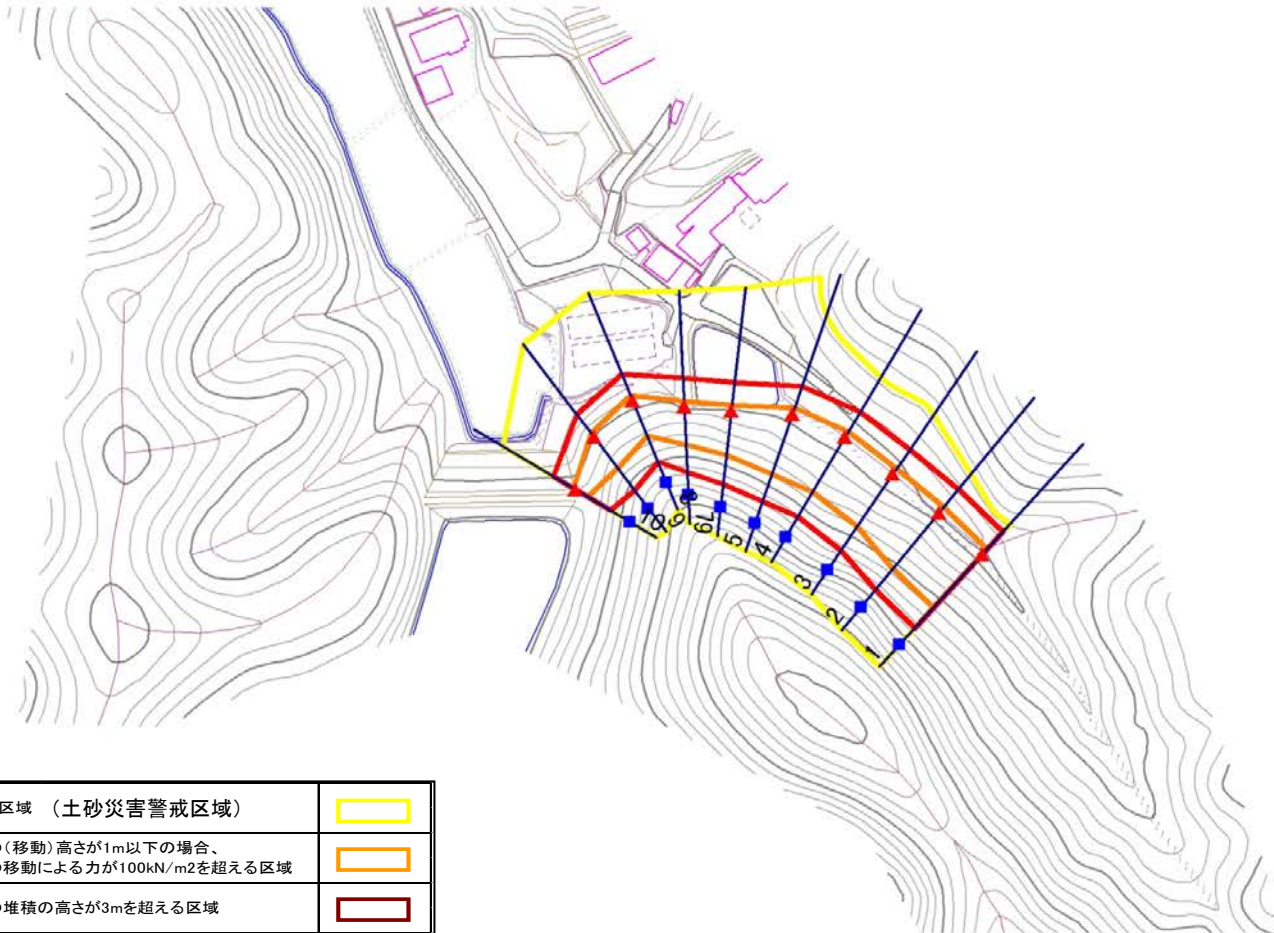 6L
5
4
3
2
1
区域 (土砂災害警戒区域)
(移動)高さが1m以下の場合、
移動による力が100kN/m2を超える区域
堆積の高さが3mを超える区域